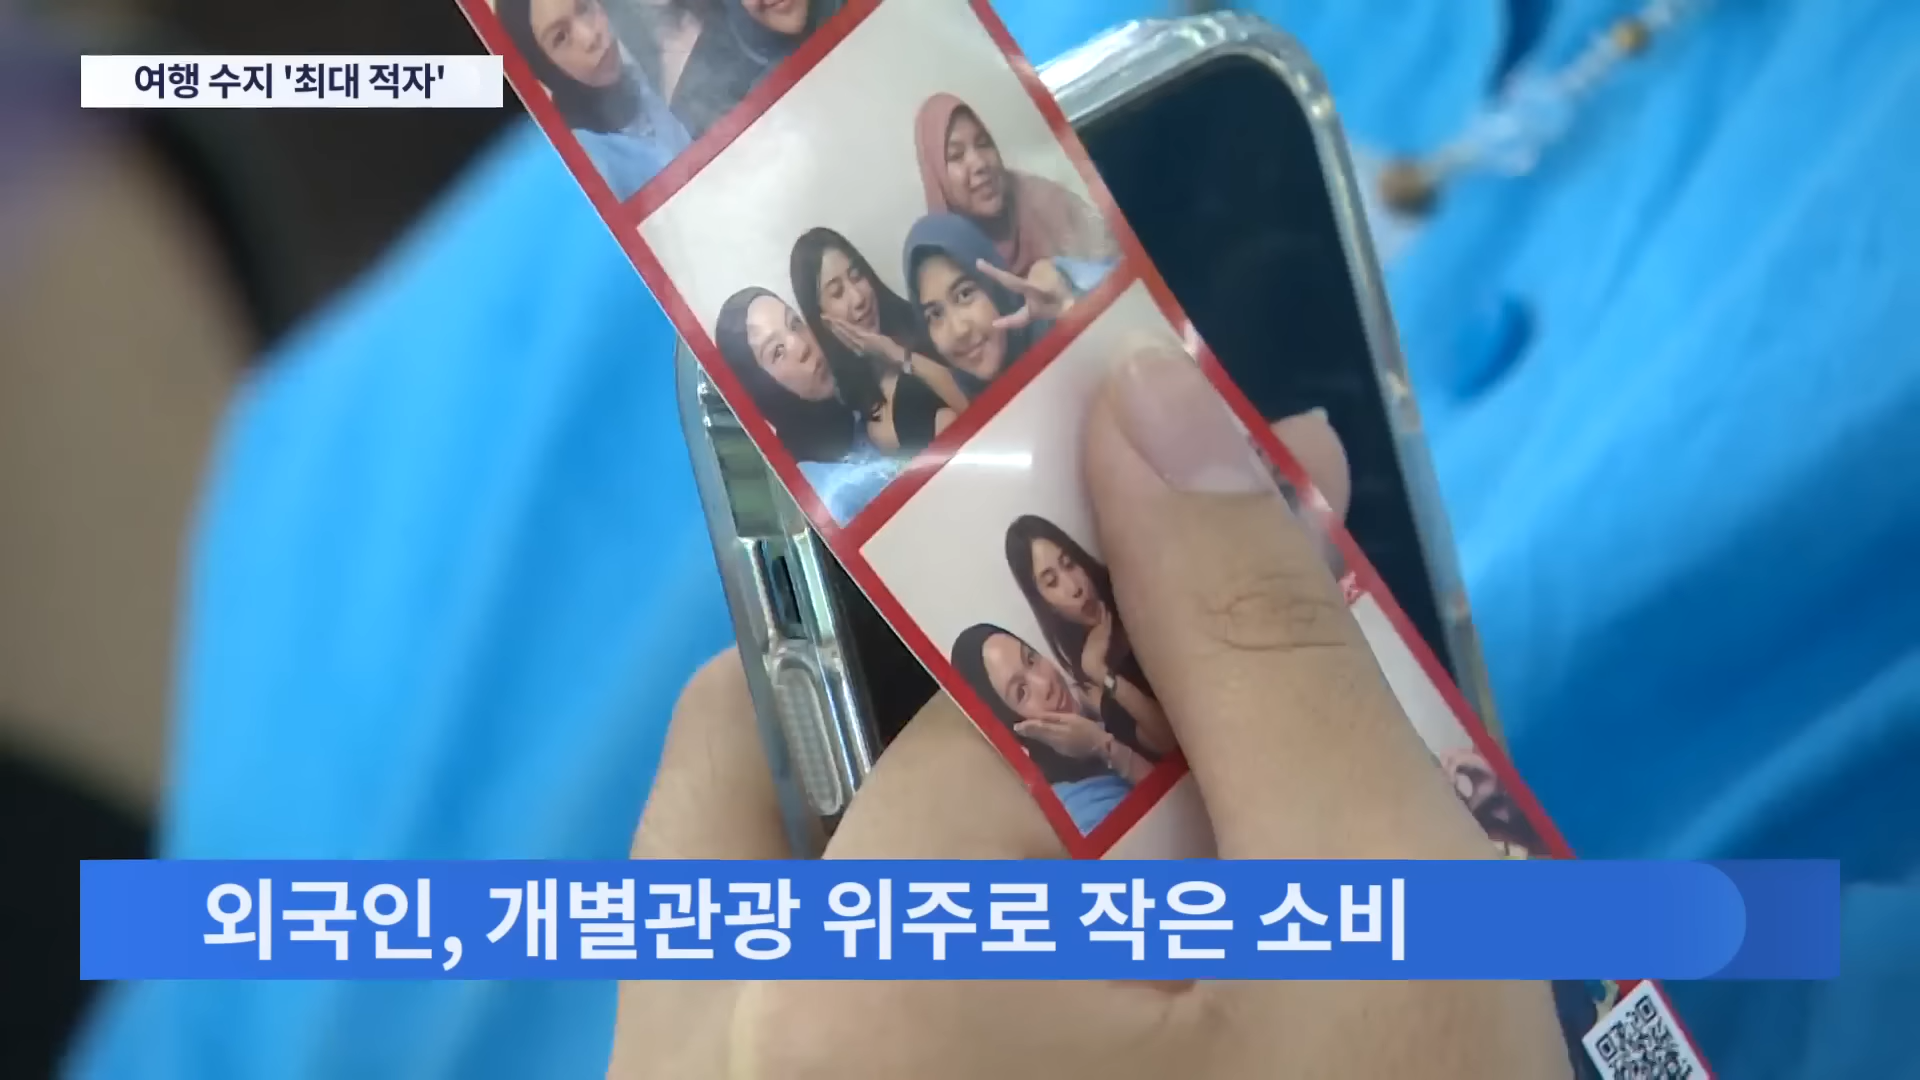 여행 수지 '최대 적자'
외국인, 개별관광 위주로 작은 소비